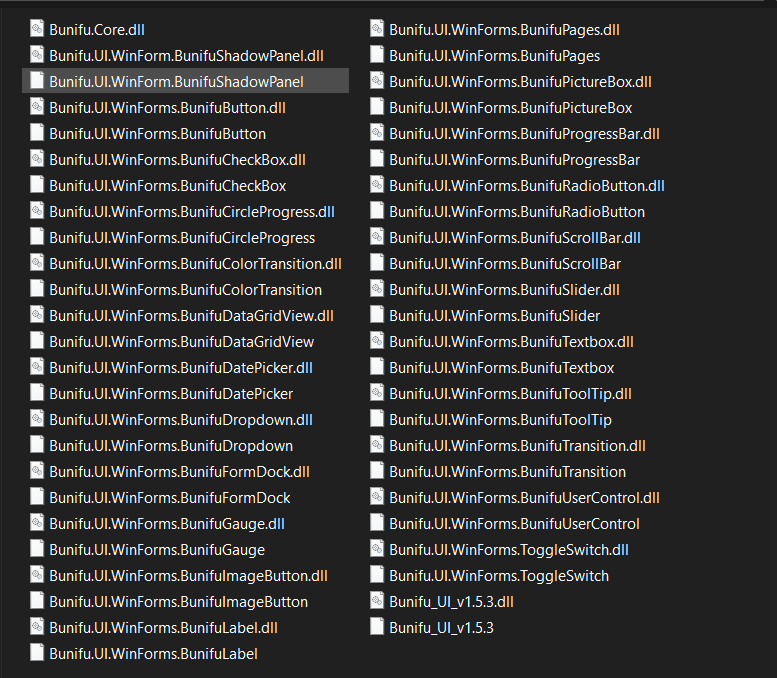 Bunifu.Core.dll
Bunifu.UI.WinForm.BunifuShadowPanel.dll
Bunifu.UI.WinForm.BunifuShadowPanel
Bunifu.UI.WinForms.BunifuButton.dll
Bunifu.UI.WinForms.BunifuButton
Bunifu.UI.WinForms.BunifuCheckBox.dll
Bunifu.UI.WinForms.BunifuCheckBox
Bunifu.UI.WinForms.BunifuCircleProgress.dll
Bunifu.UI.WinForms.BunifuCircleProgress
Bunifu.UI.WinForms.BunifuColorTransition.dll
Bunifu.UI.WinForms.BunifuColorTransition
Bunifu.UI.WinForms.BunifuDataGridView.dll
Bunifu.UI.WinForms.BunifuDataGridView
Bunifu.UI.WinForms.BunifuDatePicker.dll
Bunifu.UI.WinForms.BunifuDatePicker
Bunifu.UI.WinForms.BunifuDropdown.dll
Bunifu.UI.WinForms.BunifuDropdown
Bunifu.UI.WinForms.BunifuFormDock.dll
Bunifu.UI.WinForms.BunifuFormDock
Bunifu.UI.WinForms.BunifuGauge.dll
Bunifu.UI.WinForms.BunifuGauge
Bunifu.UI.WinForms.BunifuImageButton.dll
Bunifu.UI.WinForms.BunifuImageButton
Bunifu.UI.WinForms.BunifuLabel.dll
Bunifu.UI.WinForms.BunifuLabel
Bunifu.UI.WinForms.BunifuPages.dll
Bunifu.UI.WinForms.BunifuPages
Bunifu.UI.WinForms.BunifuPictureBox.dll
Bunifu.UI.WinForms.BunifuPictureBox
Bunifu.UI.WinForms.BunifuProgressBar.dll
Bunifu.UI.WinForms.BunifuProgressBar
Bunifu.UI.WinForms.BunifuRadioButton.dll
Bunifu.UI.WinForms.BunifuRadioButton
Bunifu.UI.WinForms.BunifuScrollBar.dll
Bunifu.UI.WinForms.BunifuScrollBar
Bunifu.UI.WinForms.BunifuSlider.dll
Bunifu.UI.WinForms.BunifuSlider
Bunifu.UI.WinForms.BunifuTextbox.dll
Bunifu.UI.WinForms.BunifuTextbox
Bunifu.UI.WinForms.BunifuToolTip.dll
Bunifu.UI.WinForms.BunifuToolTip
Bunifu.UI.WinForms.BunifuTransition.dll
Bunifu.UI.WinForms.BunifuTransition
Bunifu.UI.WinForms.BunifuUserControl.dll
Bunifu.UI.WinForms.BunifuUserControl
Bunifu.UI.WinForms.ToggleSwitch.dll
Bunifu.UI.WinForms.ToggleSwitch
Bunifu_UI_v1.5.3.dll
Bunifu_UI_v1.5.3